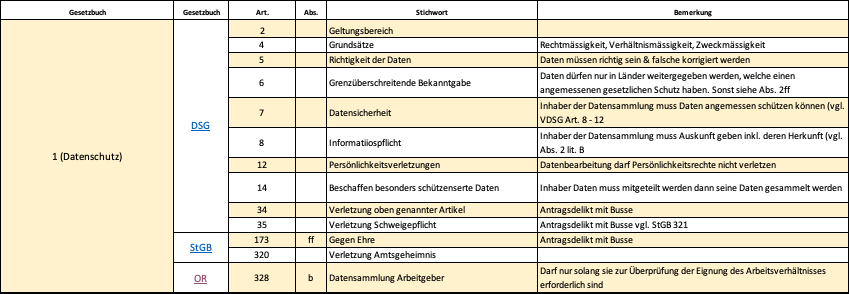 Gesetzbuch Gesetzbuch Art. Abs. Stichwort Bemerkung
1 (Datenschutz)
DSG
2 Geltungsbereich
4 Grundsätze Rechtmässigkeit, Verhältnismässigkeit, Zweckmässigkeit
5 Richtigkeit der Daten Daten müssen richtig sein & falsche korrigiert werden
6 Grenzüberschreitende Bekanntgabe Daten dürfen nur in Länder weitergegeben werden, welche einen
angemessenen gesetzlichen Schutz haben. Sonst siehe Abs. 2ff
7 Datensicherheit Inhaber der Datensammlung muss Daten angemessen schützen können (vgl.
VDSG Art. 8 - 12
8 Informatiiospflicht Inhaber der Datensammlung muss Auskunft geben inkl. deren Herkunft (vgl.
Abs. 2 lit. B
12 Persönlichkeitsverletzungen Datenbearbeitung darf Persönlichkeitsrechte nicht verletzen
14 Beschaffen besonders schützenserte Daten Inhaber Daten muss mitgeteilt werden dann seine Daten gesammelt werden
34 Verletzung oben genannter Artikel Antragsdelikt mit Busse
35 Verletzung Schweigepflicht Antragsdelikt mit Busse vgl. StGB 321
StGB
173 ff Gegen Ehre Antragsdelikt mit Busse
320 Verletzung Amtsgeheimnis
OR 328 b Datensammlung Arbeitgeber Darf nur solang sie zur Überprüfung der Eignung des Arbeitsverhältnisses
erforderlich sind